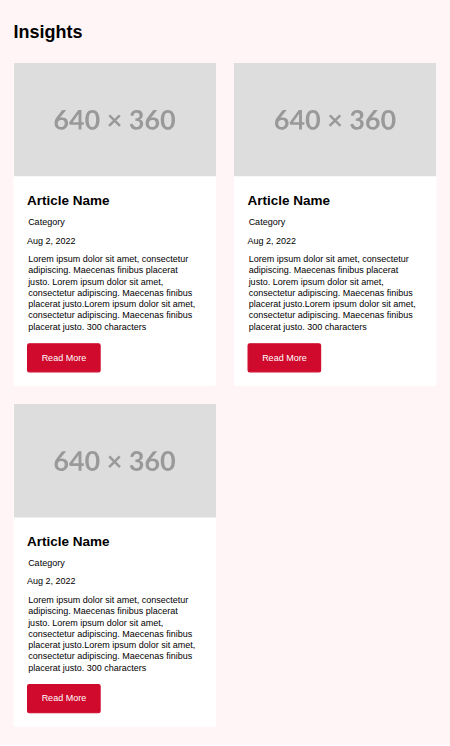 Insights
640 × 360
Article Name
Category
Aug 2, 2022
Lorem ipsum dolor sit amet, consectetur
adipiscing. Maecenas finibus placerat
justo. Lorem ipsum dolor sit amet,
consectetur adipiscing. Maecenas finibus
placerat justo.Lorem ipsum dolor sit amet,
consectetur adipiscing. Maecenas finibus
placerat justo. 300 characters
Read More
640 × 360
Article Name
Category
Aug 2, 2022
Lorem ipsum dolor sit amet, consectetur
adipiscing. Maecenas finibus placerat
justo. Lorem ipsum dolor sit amet,
consectetur adipiscing. Maecenas finibus
placerat justo.Lorem ipsum dolor sit amet,
consectetur adipiscing. Maecenas finibus
placerat justo. 300 characters
Read More
640 × 360
Article Name
Category
Aug 2, 2022
Lorem ipsum dolor sit amet, consectetur
adipiscing. Maecenas finibus placerat
justo. Lorem ipsum dolor sit amet,
consectetur adipiscing. Maecenas finibus
placerat justo.Lorem ipsum dolor sit amet,
consectetur adipiscing. Maecenas finibus
placerat justo. 300 characters
Read More